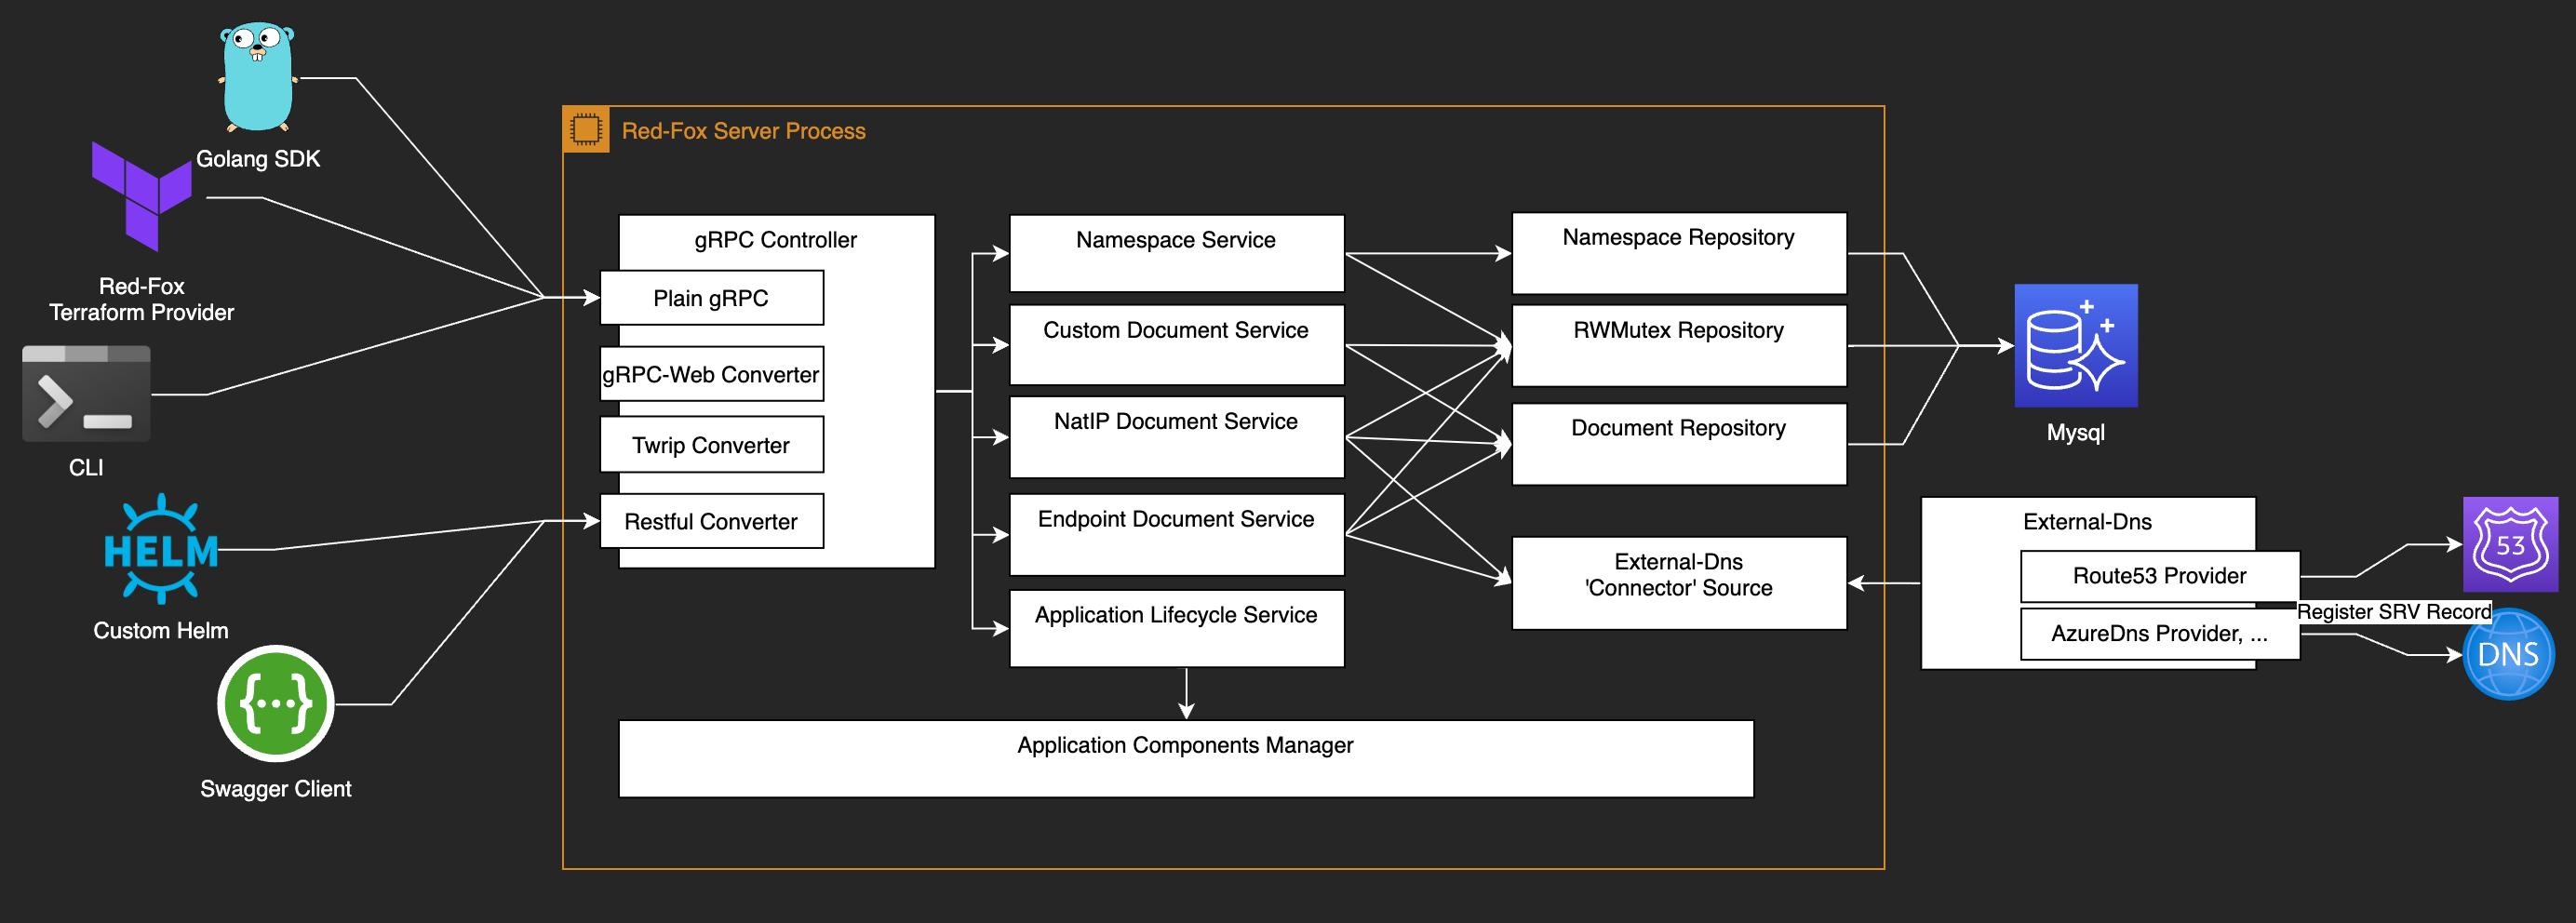 Golang SDK
Red-Fox
Terraform Provider
CLI
HELM
Custom Helm
{...}
Swagger Client
Red-Fox Server Process
gRPC Controller
Plain gRPC
gRPC-Web Converter
Twrip Converter
Restful Converter
Namespace Service
Custom Document Service
NatIP Document Service
Endpoint Document Service
Application Lifecycle Service
Application Components Manager
Namespace Repository
RWMutex Repository
Document Repository
External-Dns
'Connector' Source
Mysql
External-Dns
Route53 Provider
AzureDns Provider, ...
Register SRV Record
53
DNS